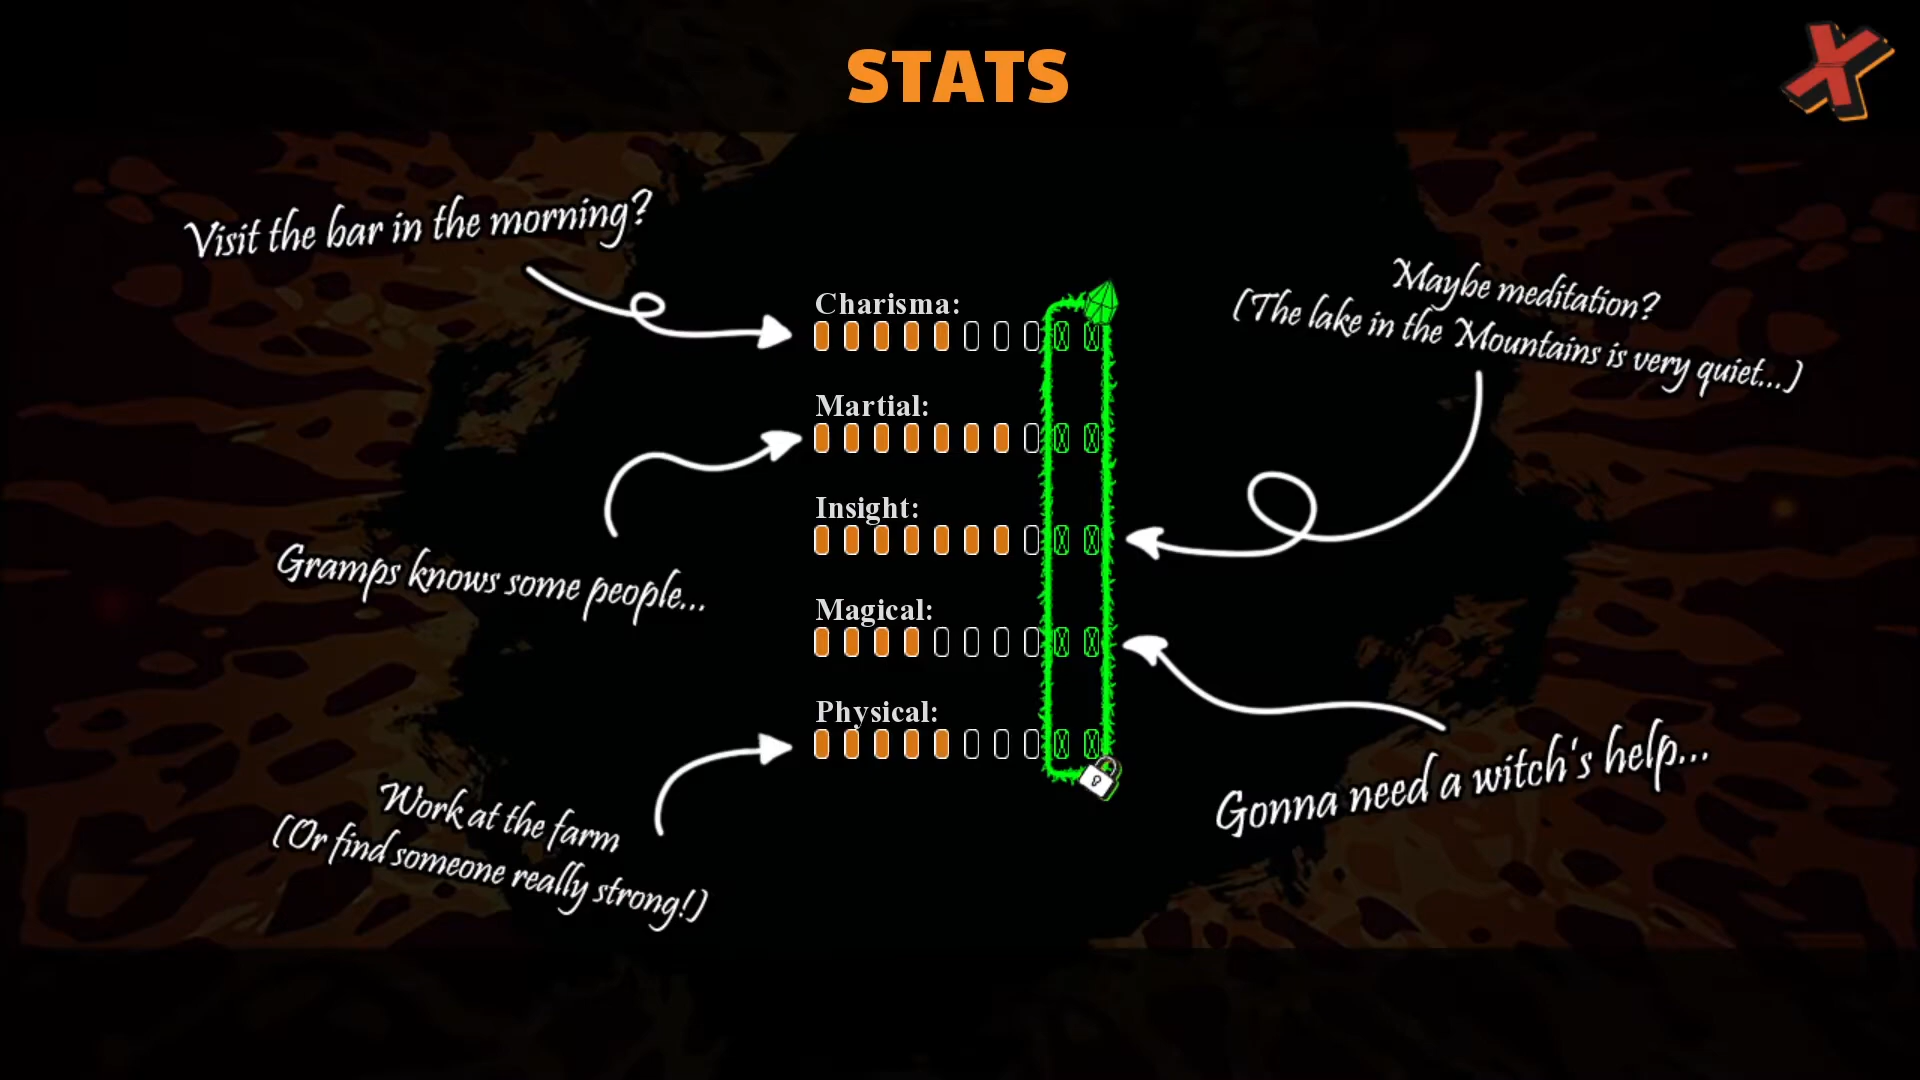 STATS
Visit the bar in the morning?
Maybe meditation?
(The lake in the Mountains is very quiet...)
Charisma:
Martial:
Insight:
Gramps knows some people...
Magical:
Physical:
Gonna need a witch's help...
Work at the farm
(Or find someone really strong!)